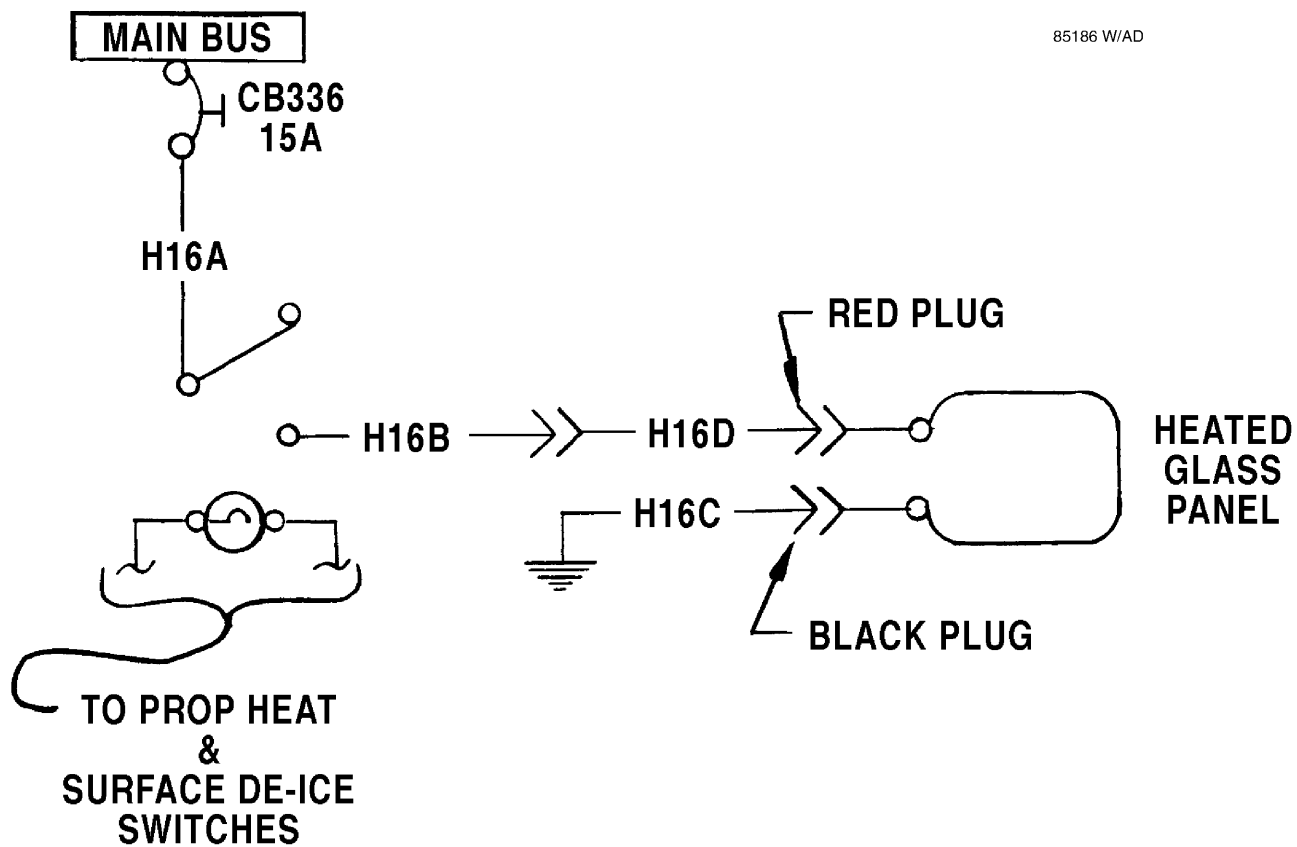 MAIN BUS
85186 W/AD
CB336
15A
H16A
RED PLUG
H16B
H16D
HEATED
GLASS
PANEL
H16C
BLACK PLUG
TO PROP HEAT
&
SURFACE DE-ICE
SWITCHES